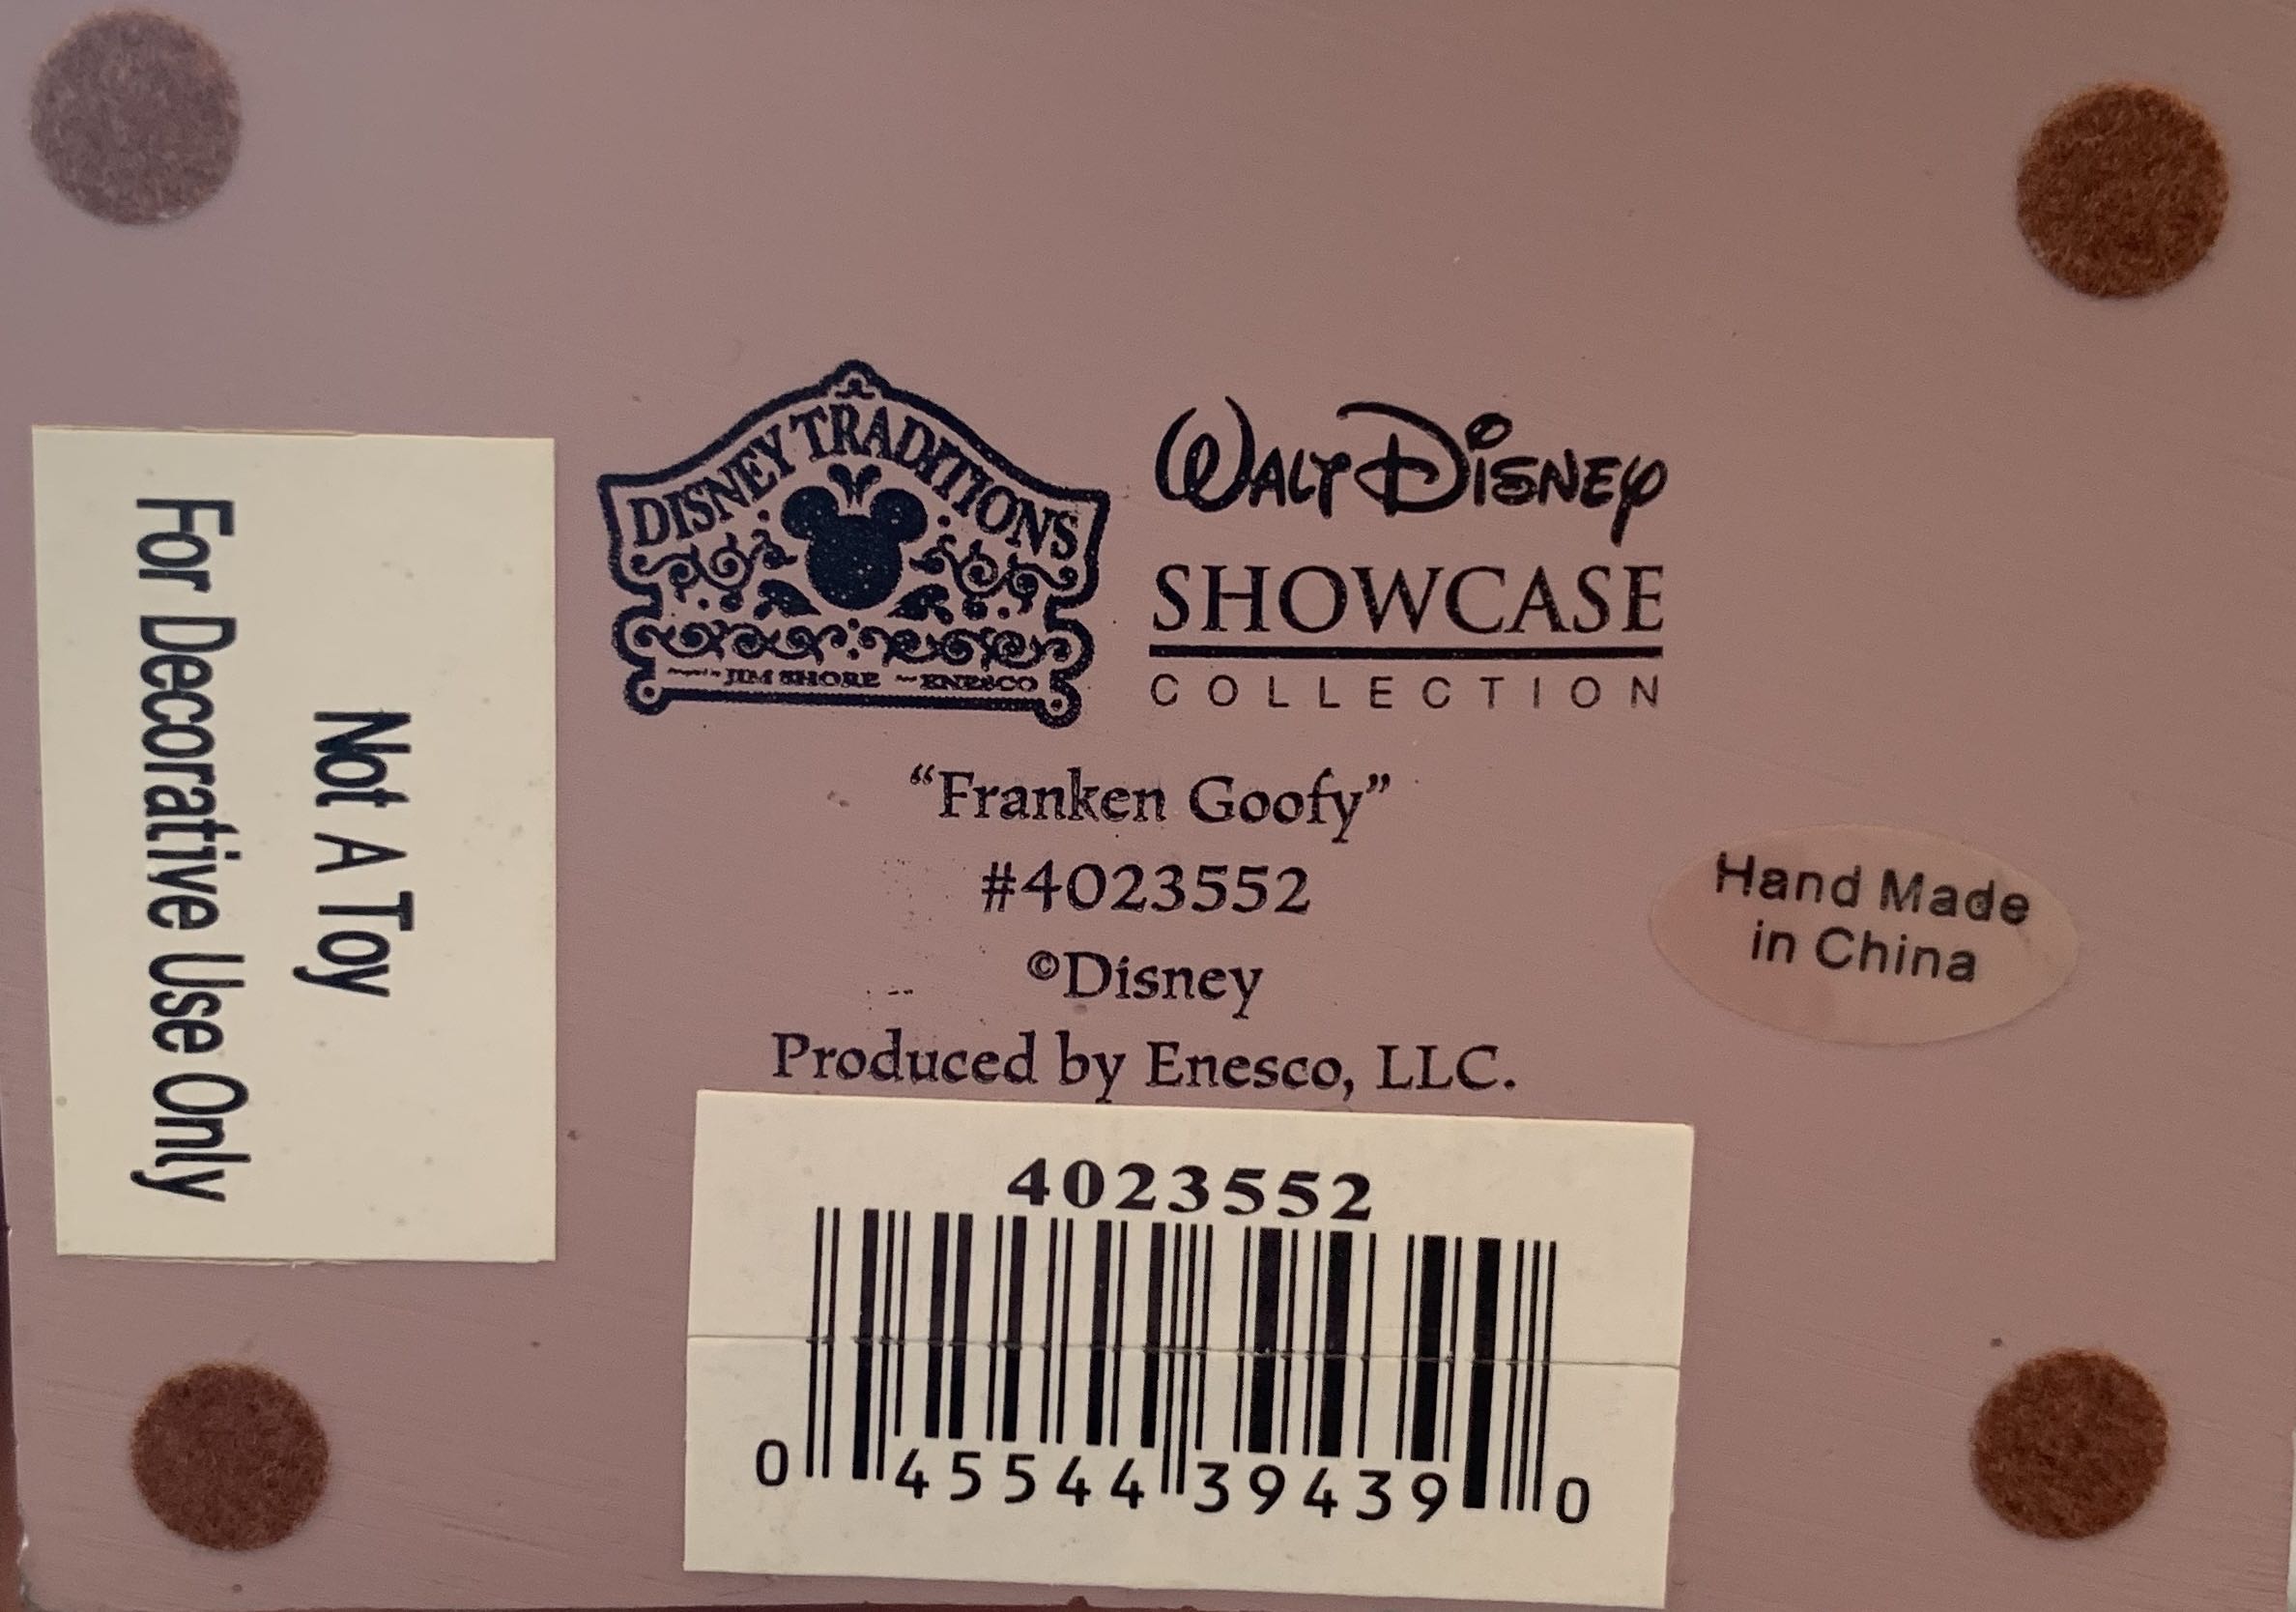 DISNEY TRADITIONS
JIM SHORE
ENESCO
WALT DISNEY
SHOWCASE
COLLECTION
“Franken Goofy”
#4023552
©Disney
Produced by Enesco, LLC.
Not A Toy
For Decorative Use Only
Hand Made
in China
4023552
0 45544 39439 0